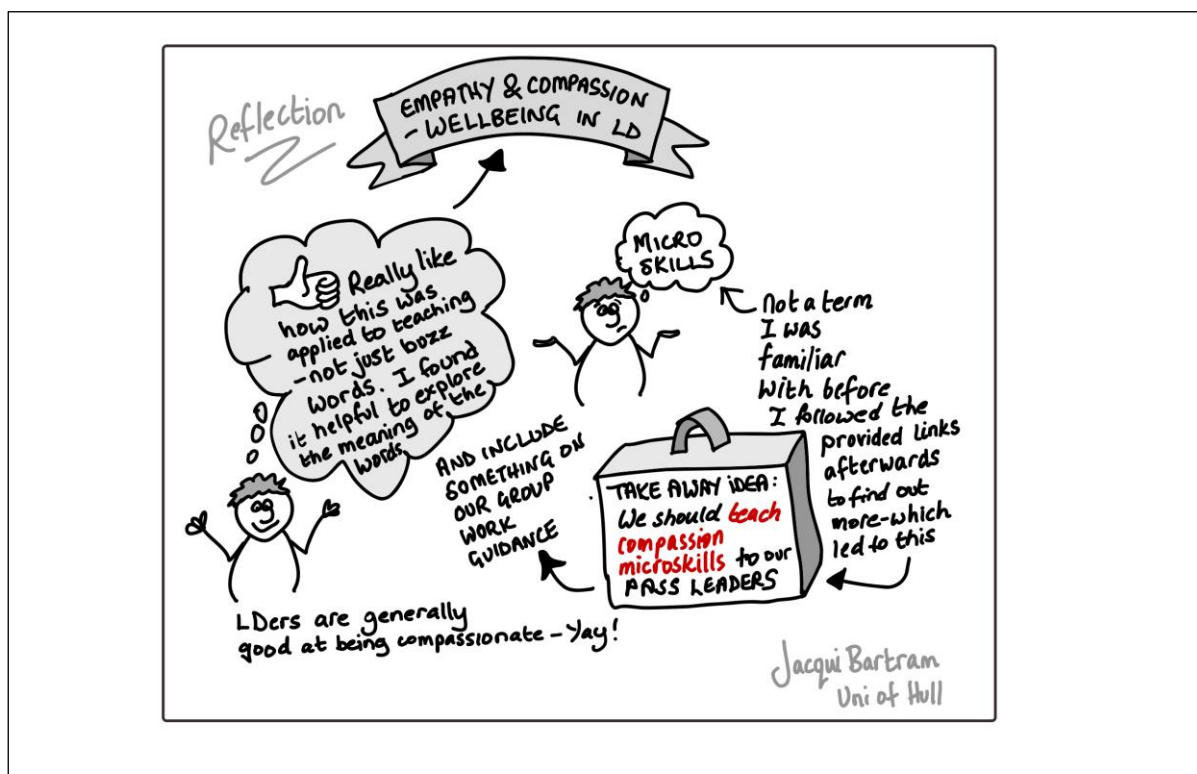 Reflection
EMPATHY & COMPASSION
- WELLBEING IN LD
Really like
how this was
applied to teaching
-not just bozz
words. I found
it helpful to explore
the meaning of the
words
LDers are generally
good at being compassionate - Yay!
MICRO
SKILLS
Not a term
I was
familiar
with before
I followed the
provided links
afterwards
to find out
more-which
led to this
TAKE AWAY IDEA:
We should teach
compassion
microskills to our
PASS LEADERS
AND INCLUDE
SOMETHING ON
OUR GROUP
WORK
GUIDANCE
Jacqui Bartram
Uni of Hull